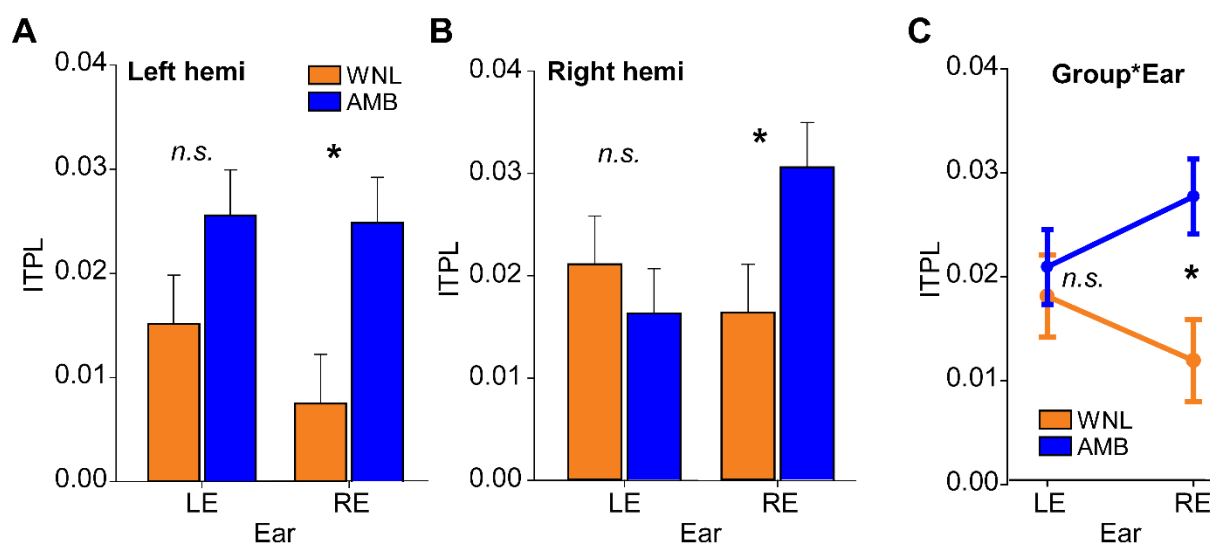 A
Left hemi
WNL
AMB
0.04
0.03
0.02
0.01
0.00
ITPL
n.s.
*
LE
RE
Ear
B
Right hemi
0.04
0.03
0.02
0.01
0.00
ITPL
n.s.
*
LE
RE
Ear
C
Group*Ear
0.04
0.03
0.02
0.01
0.00
ITPL
n.s.
*
WNL
AMB
LE
RE
Ear